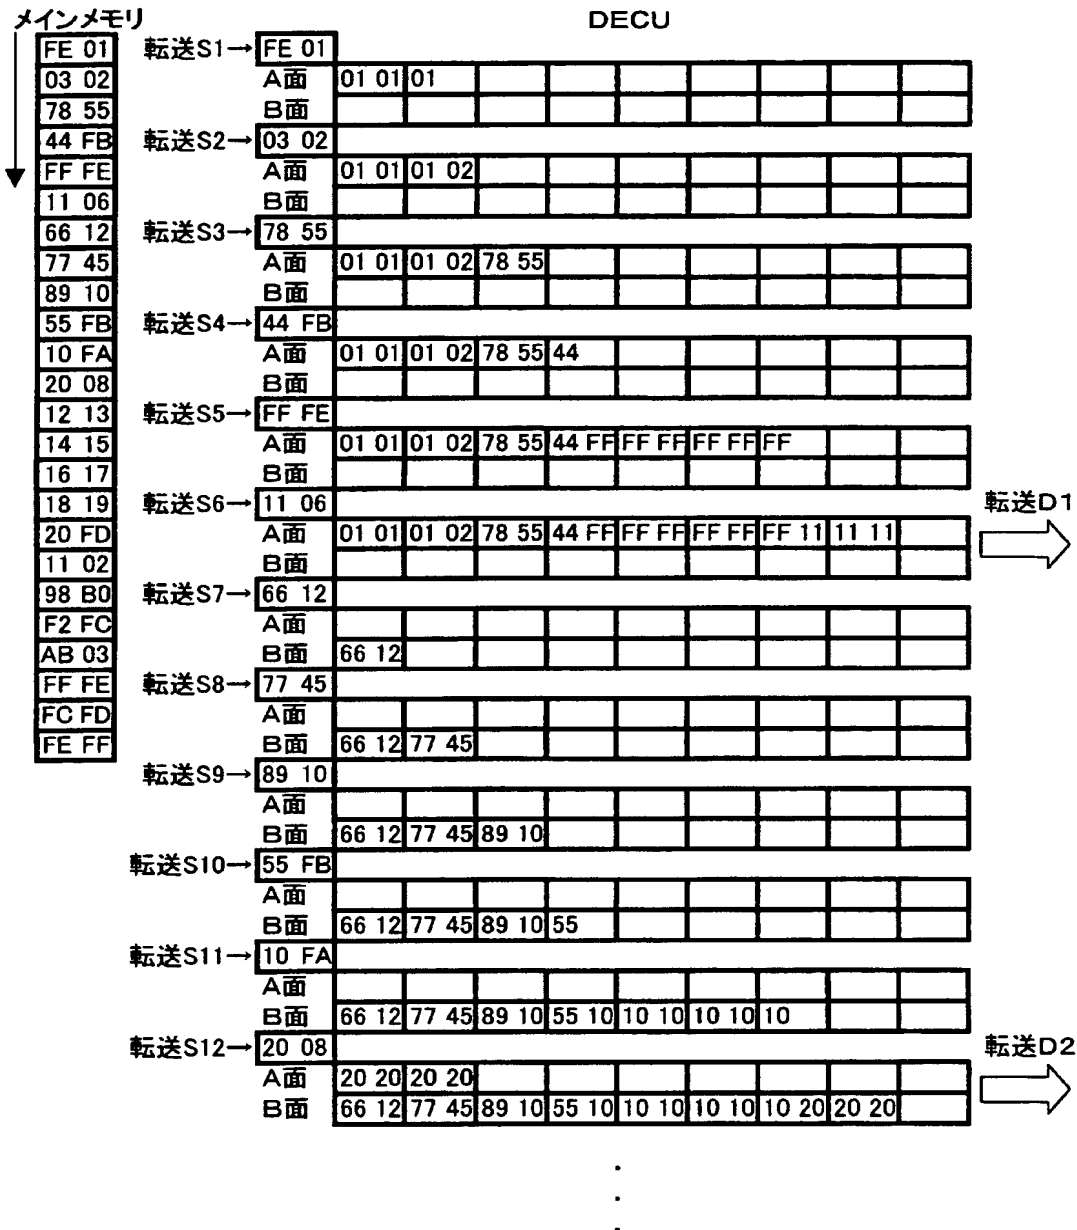 メインメモリ DECU
FE 01 転送S1→ FE 01
03 02 A面 01 01 01
78 55 B面
44 FB 転送S2→ 03 02
FF FE A面 01 01 01 02
11 06 B面
66 12 転送S3→ 78 55
77 45 A面 01 01 01 02 78 55
89 10 B面
55 FB 転送S4→ 44 FB
10 FA A面 01 01 01 02 78 55 44
20 08 B面
12 13 転送S5→ FF FE
14 15 A面 01 01 01 02 78 55 44 FF FF FF FF FF FF
16 17 B面
18 19 転送S6→ 11 06 転送D1
20 FD A面 01 01 01 02 78 55 44 FF FF FF FF FF FF 11 11 11
11 02 B面
98 B0 転送S7→ 66 12
F2 FC A面
AB 03 B面 66 12
FF FE 転送S8→ 77 45
FC FD A面
FE FF B面 66 12 77 45
転送S9→ 89 10
A面
B面 66 12 77 45 89 10
転送S10→ 55 FB
A面
B面 66 12 77 45 89 10 55
転送S11→ 10 FA
A面
B面 66 12 77 45 89 10 55 10 10 10 10 10 10
転送S12→ 20 08 転送D2
A面 20 20 20 20
B面 66 12 77 45 89 10 55 10 10 10 10 10 10 20 20 20